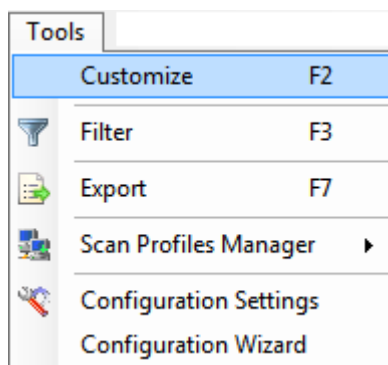 Tools
Customize F2
Filter F3
Export F7
Scan Profiles Manager
Configuration Settings
Configuration Wizard